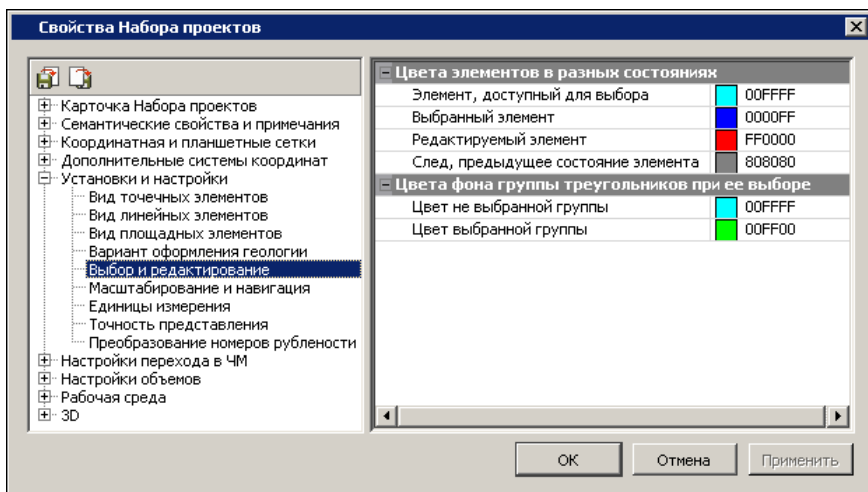 Свойства Набора проектов
Карточка Набора проектов
Семантические свойства и примечания
Координатная и планшетные сетки
Дополнительные системы координат
Установки и настройки
Вид точечных элементов
Вид линейных элементов
Вид площадных элементов
Вариант оформления геологии
Выбор и редактирование
Масштабирование и навигация
Единицы измерения
Точность представления
Преобразование номеров рублености
Настройки перехода в ЧМ
Настройки объемов
Рабочая среда
3D
Цвета элементов в разных состояниях
Элемент, доступный для выбора 00FFFF
Выбранный элемент 0000FF
Редактируемый элемент FF0000
След, предыдущее состояние элемента 808080
Цвета фона группы треугольников при ее выборе
Цвет не выбранной группы 00FFFF
Цвет выбранной группы 00FF00
ОК Отмена Применить